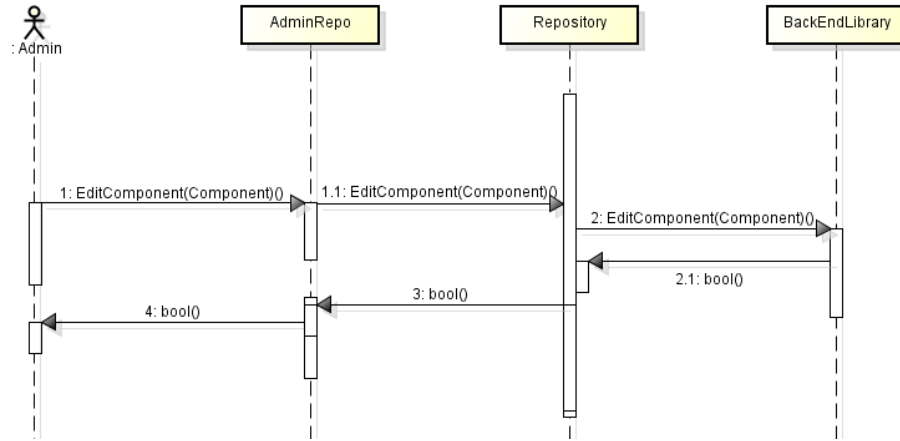 : Admin
AdminRepo
Repository
BackEndLibrary
1: EditComponent(Component)()
1.1: EditComponent(Component)()
2: EditComponent(Component)()
2.1: bool()
3: bool()
4: bool()